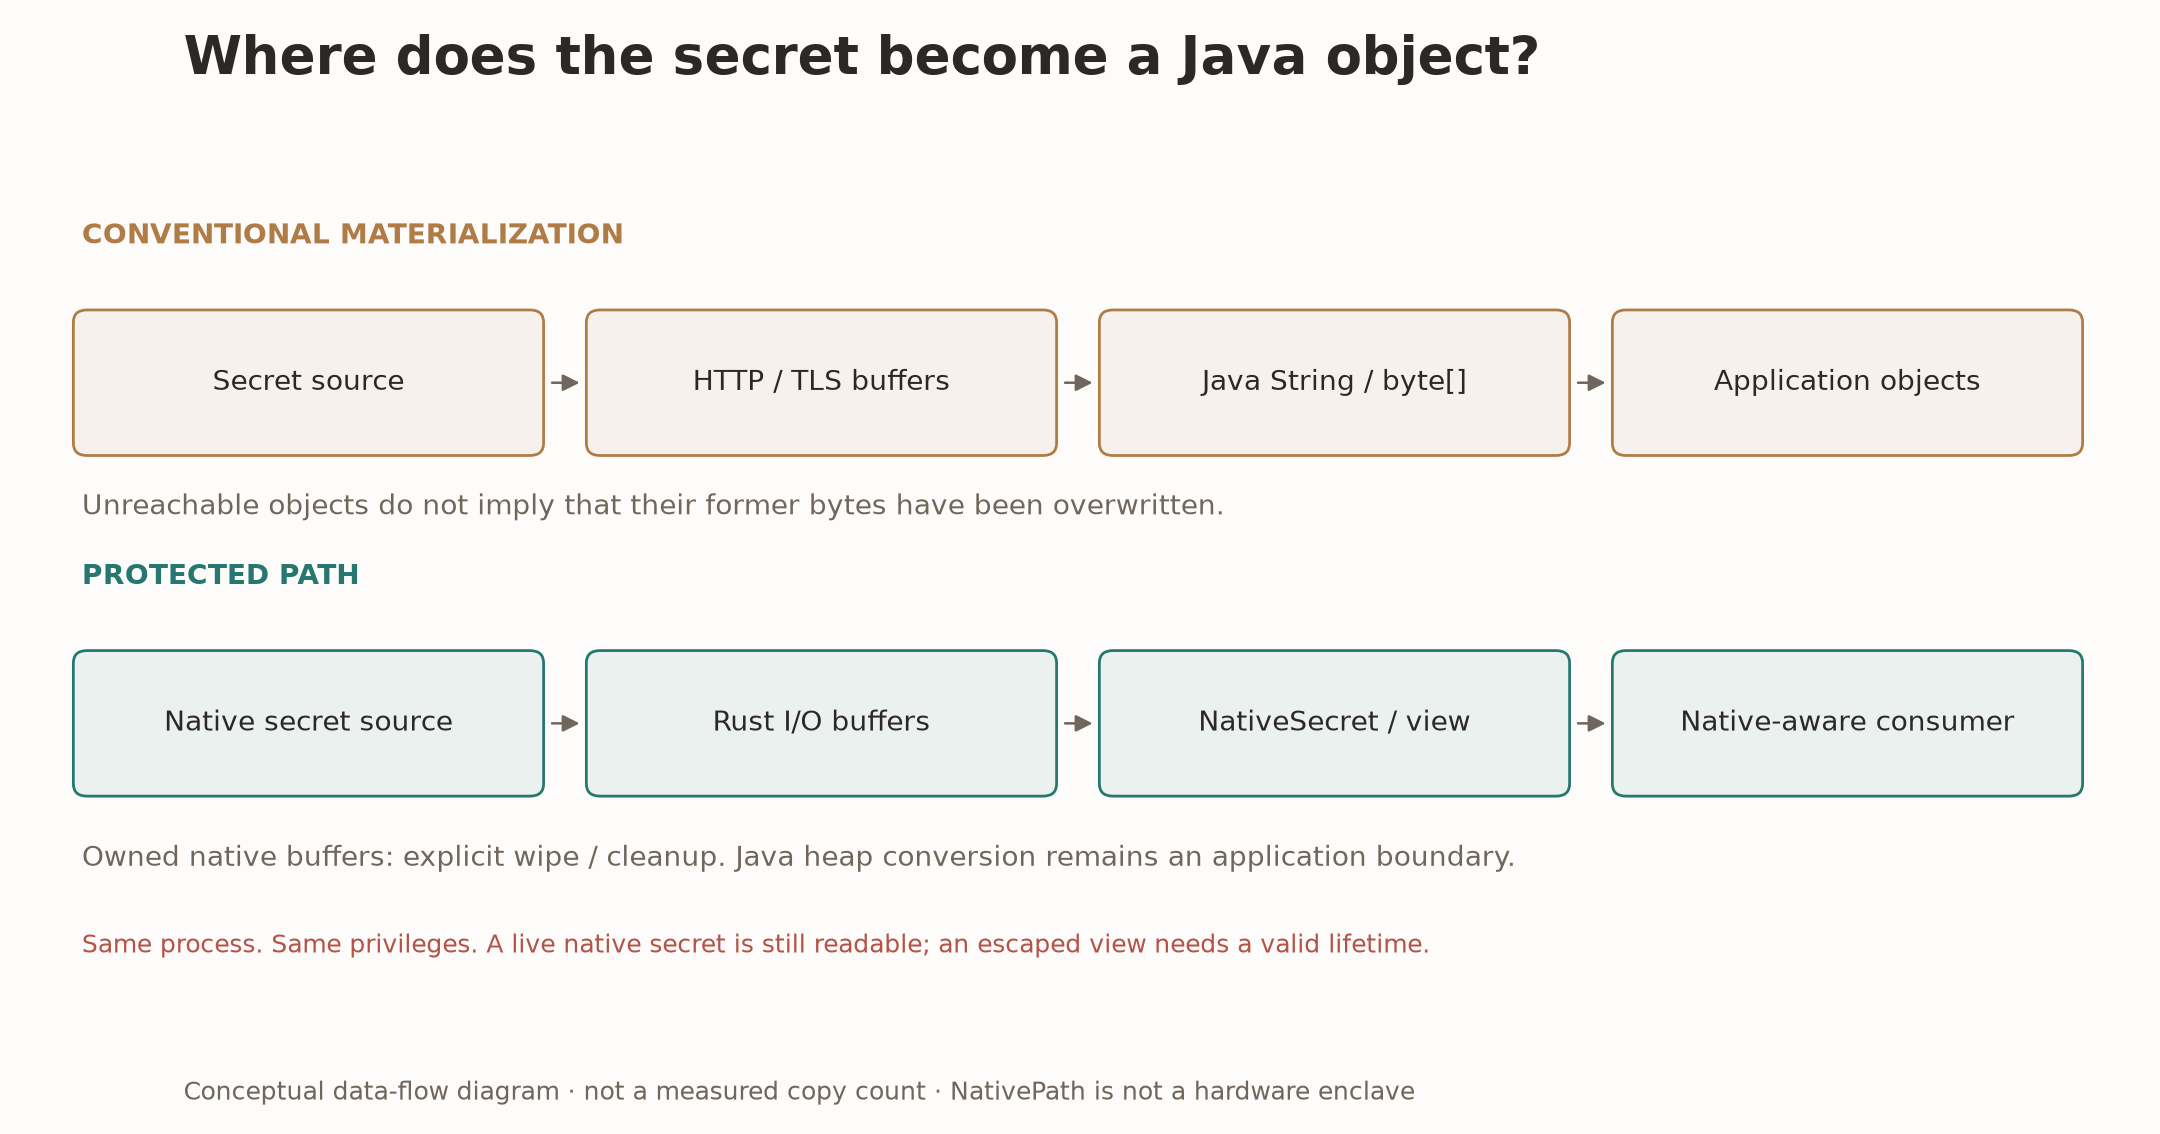 Where does the secret become a Java object?
CONVENTIONAL MATERIALIZATION
Secret source
HTTP / TLS buffers
Java String / byte[]
Application objects
Unreachable objects do not imply that their former bytes have been overwritten.
PROTECTED PATH
Native secret source
Rust I/O buffers
NativeSecret / view
Native-aware consumer
Owned native buffers: explicit wipe / cleanup. Java heap conversion remains an application boundary.
Same process. Same privileges. A live native secret is still readable; an escaped view needs a valid lifetime.
Conceptual data-flow diagram · not a measured copy count · NativePath is not a hardware enclave